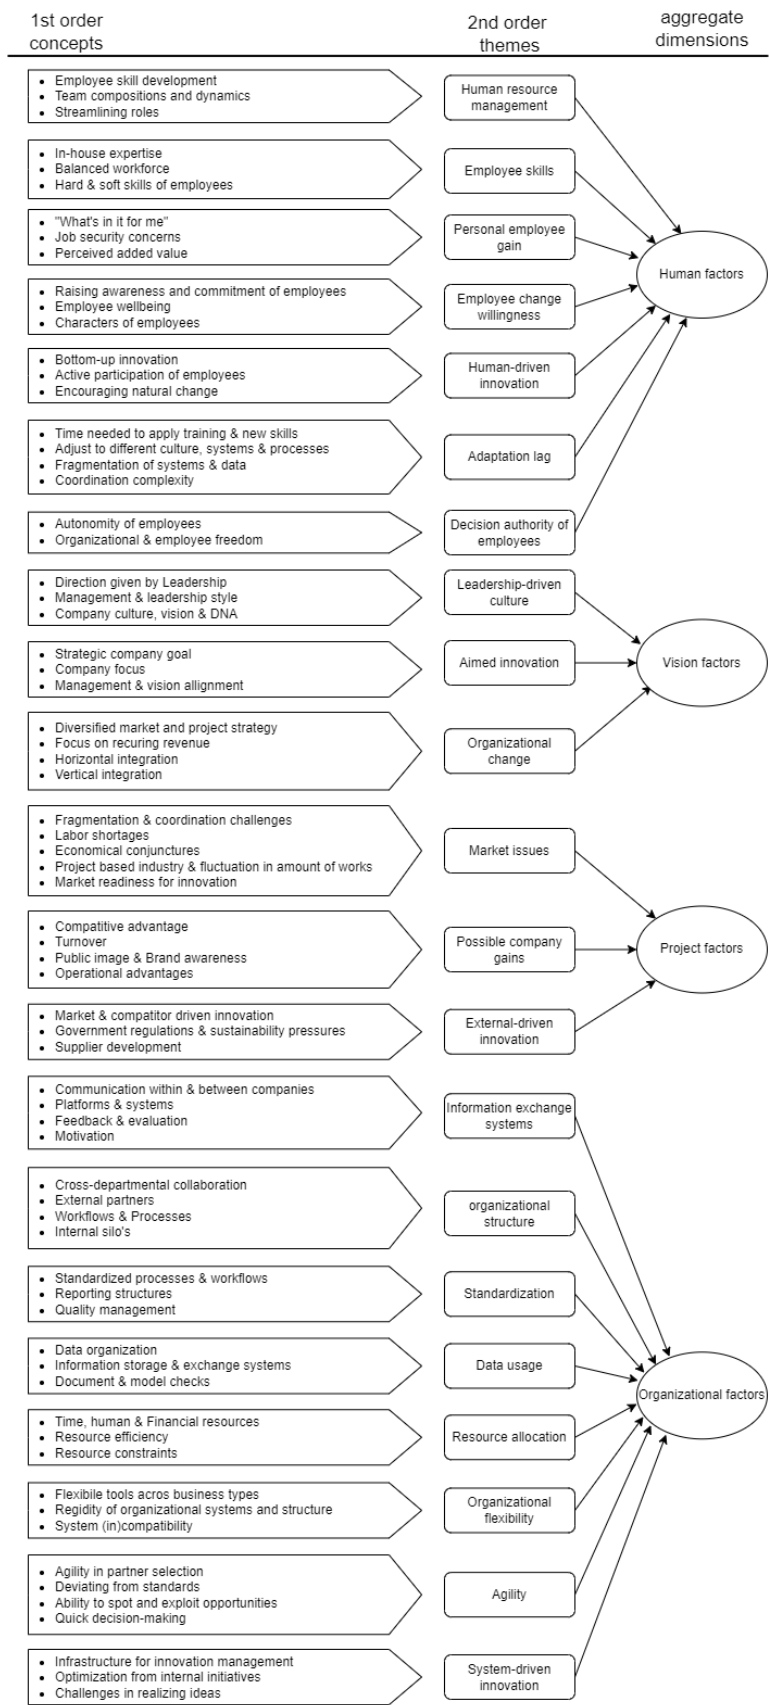 1st order
concepts
2nd order
themes
aggregate
dimensions
Employee skill development
Team compositions and dynamics
Streamlining roles
Human resource
management
In-house expertise
Balanced workforce
Hard & soft skills of employees
Employee skills
"What's in it for me"
Job security concerns
Perceived added value
Personal employee
gain
Human factors
Raising awareness and commitment of employees
Employee wellbeing
Characters of employees
Employee change
willingness
Bottom-up innovation
Active participation of employees
Encouraging natural change
Human-driven
innovation
Time needed to apply training & new skills
Adjust to different culture, systems & processes
Fragmentation of systems & data
Coordination complexity
Adaptation lag
Autonomity of employees
Organizational & employee freedom
Decision authority of
employees
Direction given by Leadership
Management & leadership style
Company culture, vision & DNA
Leadership-driven
culture
Strategic company goal
Company focus
Management & vision allignment
Aimed innovation
Vision factors
Diversified market and project strategy
Focus on recuring revenue
Horizontal integration
Vertical integration
Organizational
change
Fragmentation & coordination challenges
Labor shortages
Economical conjunctures
Project based industry & fluctuation in amount of works
Market readiness for innovation
Market issues
Compatitive advantage
Turnover
Public image & Brand awareness
Operational advantages
Possible company
gains
Project factors
Market & competitor driven innovation
Government regulations & sustainability pressures
Supplier development
External-driven
innovation
Communication within & between companies
Platforms & systems
Feedback & evaluation
Motivation
Information exchange
systems
Cross-departmental collaboration
External partners
Workflows & Processes
Internal silo's
organizational
structure
Standardized processes & workflows
Reporting structures
Quality management
Standardization
Data organization
Information storage & exchange systems
Document & model checks
Data usage
Organizational factors
Time, human & Financial resources
Resource efficiency
Resource constraints
Resource allocation
Flexibile tools acros business types
Regidity of organizational systems and structure
System (in)compatibility
Organizational
flexibility
Agility in partner selection
Deviating from standards
Ability to spot and exploit opportunities
Quick decision-making
Agility
Infrastructure for innovation management
Optimization from internal initiatives
Challenges in realizing ideas
System-driven
innovation